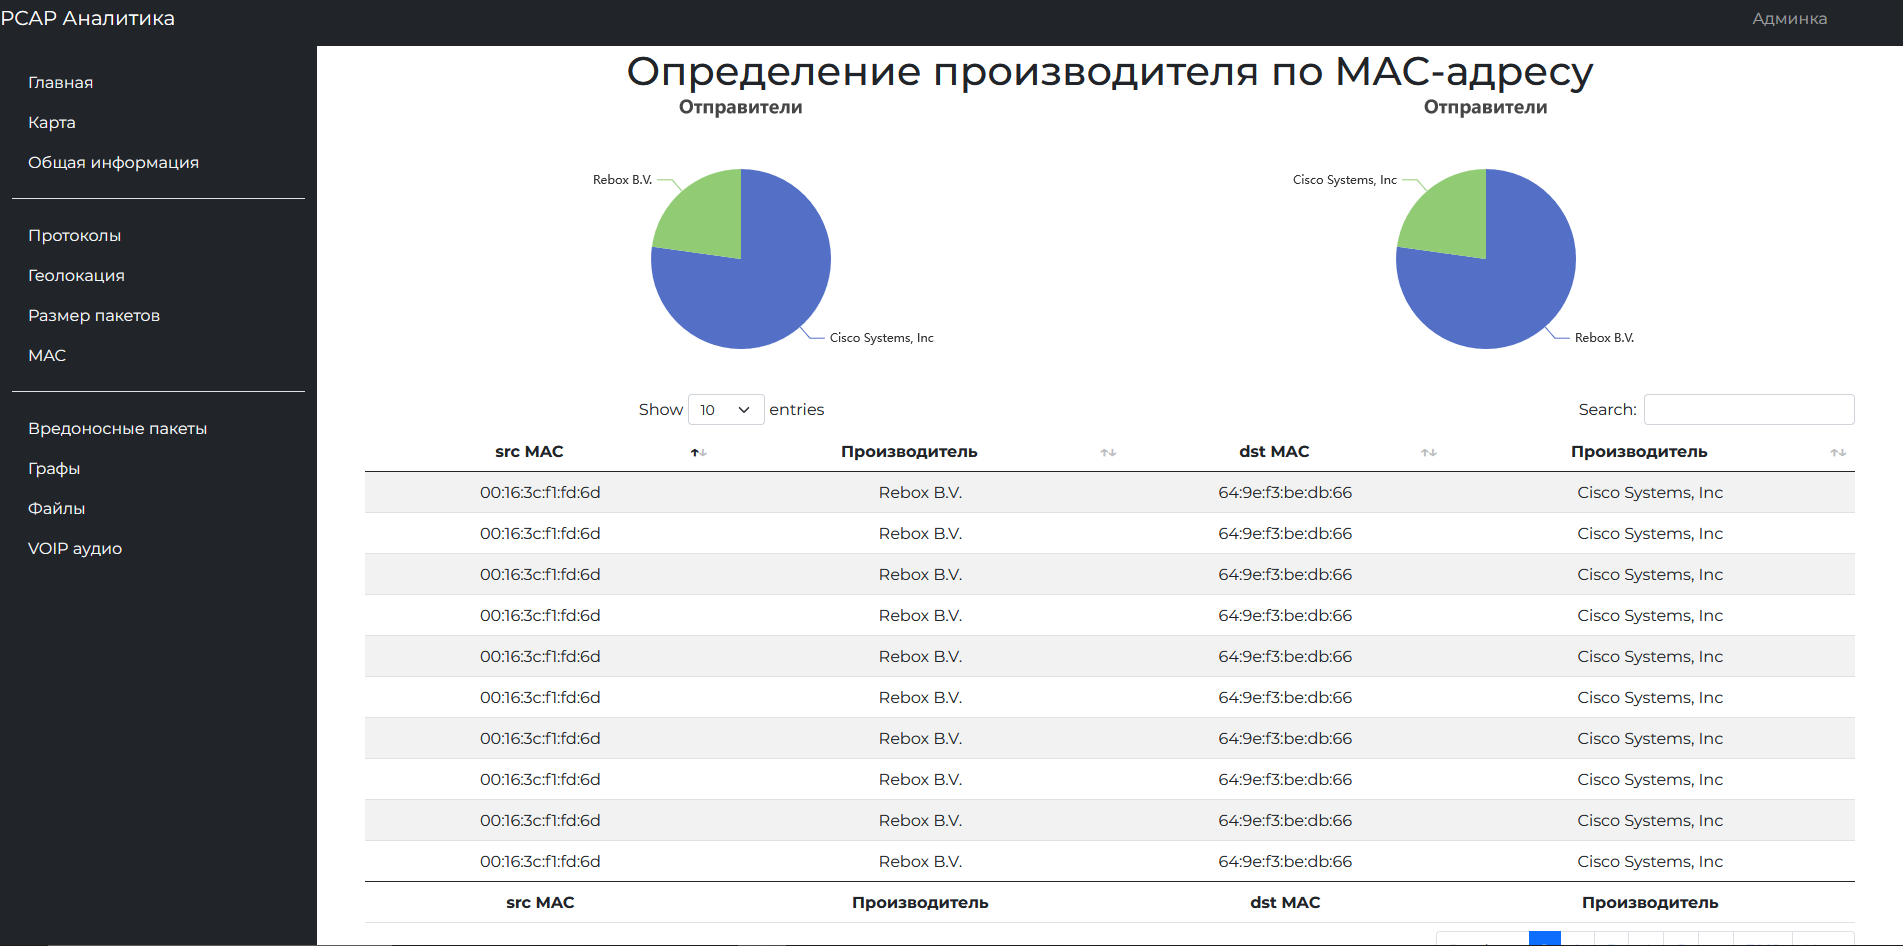 PCAP Аналитика
Админка
Главная
Карта
Общая информация
Протоколы
Геолокация
Размер пакетов
MAC
Вредоносные пакеты
Графы
Файлы
VOIP аудио
Определение производителя по MAC-адресу
Отправители
Rebox B.V.
Cisco Systems, Inc
Отправители
Cisco Systems, Inc
Rebox B.V.
Show 10 entries
Search:
src MAC Производитель dst MAC Производитель
00:16:3c:f1:fd:6d Rebox B.V. 64:9e:f3:be:db:66 Cisco Systems, Inc
00:16:3c:f1:fd:6d Rebox B.V. 64:9e:f3:be:db:66 Cisco Systems, Inc
00:16:3c:f1:fd:6d Rebox B.V. 64:9e:f3:be:db:66 Cisco Systems, Inc
00:16:3c:f1:fd:6d Rebox B.V. 64:9e:f3:be:db:66 Cisco Systems, Inc
00:16:3c:f1:fd:6d Rebox B.V. 64:9e:f3:be:db:66 Cisco Systems, Inc
00:16:3c:f1:fd:6d Rebox B.V. 64:9e:f3:be:db:66 Cisco Systems, Inc
00:16:3c:f1:fd:6d Rebox B.V. 64:9e:f3:be:db:66 Cisco Systems, Inc
00:16:3c:f1:fd:6d Rebox B.V. 64:9e:f3:be:db:66 Cisco Systems, Inc
00:16:3c:f1:fd:6d Rebox B.V. 64:9e:f3:be:db:66 Cisco Systems, Inc
00:16:3c:f1:fd:6d Rebox B.V. 64:9e:f3:be:db:66 Cisco Systems, Inc
src MAC Производитель dst MAC Производитель